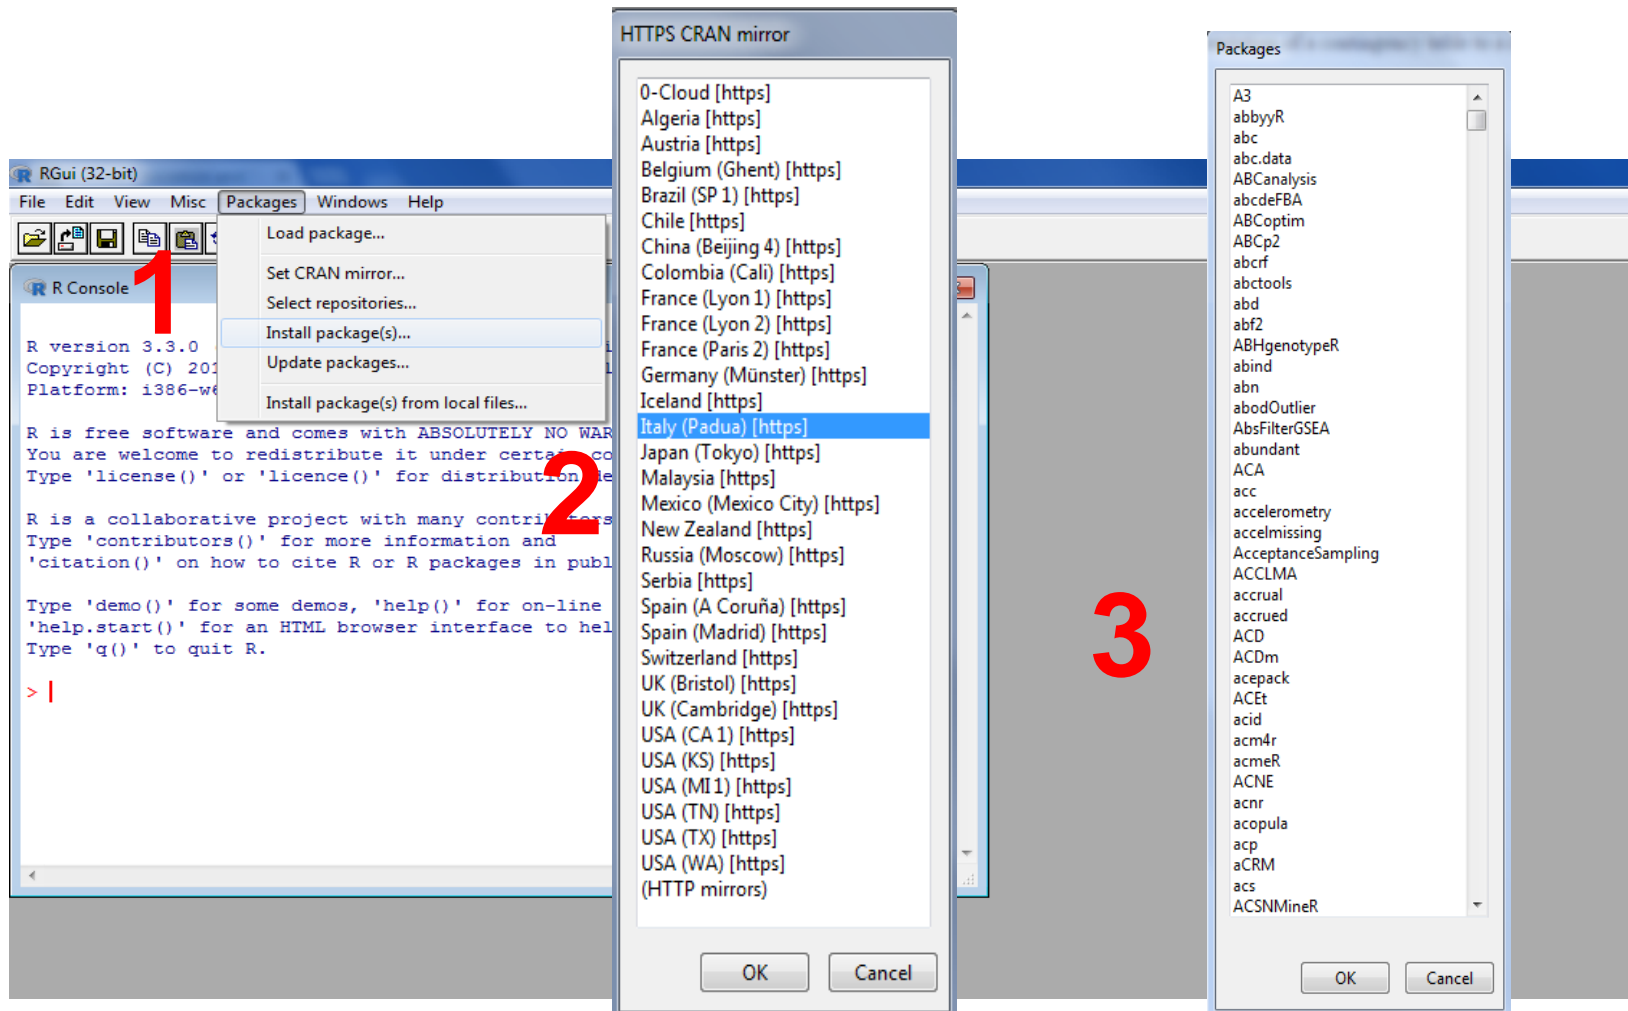 RGui (32-bit)
File Edit View Misc Packages Windows Help
Load package...
Set CRAN mirror...
Select repositories...
Install package(s)...
Update packages...
Install package(s) from local files...
1
R Console
R version 3.3.0
Copyright (C)
Platform:
R is free software and comes with ABSOLUTELY NO
You are welcome to redistribute it under certain
Type 'license()' or 'licence()' for distribution
R is a collaborative project with many contributors
Type 'contributors()' for more information and
'citation()' on how to cite R or R packages in
Type 'demo()' for some demos, 'help()' for on-line
'help.start()' for an HTML browser interface to
Type 'q()' to quit R.
>
2
HTTPS CRAN mirror
0-Cloud [https]
Algeria [https]
Austria [https]
Belgium (Ghent) [https]
Brazil (SP 1) [https]
Chile [https]
China (Beijing 4) [https]
Colombia (Cali) [https]
France (Lyon 1) [https]
France (Lyon 2) [https]
France (Paris 2) [https]
Germany (Münster) [https]
Iceland [https]
Italy (Padua) [https]
Japan (Tokyo) [https]
Malaysia [https]
Mexico (Mexico City) [https]
New Zealand [https]
Russia (Moscow) [https]
Serbia [https]
Spain (A Coruña) [https]
Spain (Madrid) [https]
Switzerland [https]
UK (Bristol) [https]
UK (Cambridge) [https]
USA (CA 1) [https]
USA (KS) [https]
USA (MI 1) [https]
USA (TN) [https]
USA (TX) [https]
USA (WA) [https]
(HTTP mirrors)
OK Cancel
3
Packages
A3
abbyyR
abc
abc.data
ABCanalysis
abcdeFBA
ABCoptim
ABCp2
abcrf
abctools
abd
abf2
ABHgenotypeR
abind
abn
abodOutlier
AbsFilterGSEA
abundant
ACA
acc
accelerometry
accelmissing
AcceptanceSampling
ACCLMA
accrual
accrued
ACD
ACDm
acepack
ACEt
acid
acm4r
acmeR
ACNE
acnr
acopula
acp
aCRM
acs
ACSNMineR
OK Cancel